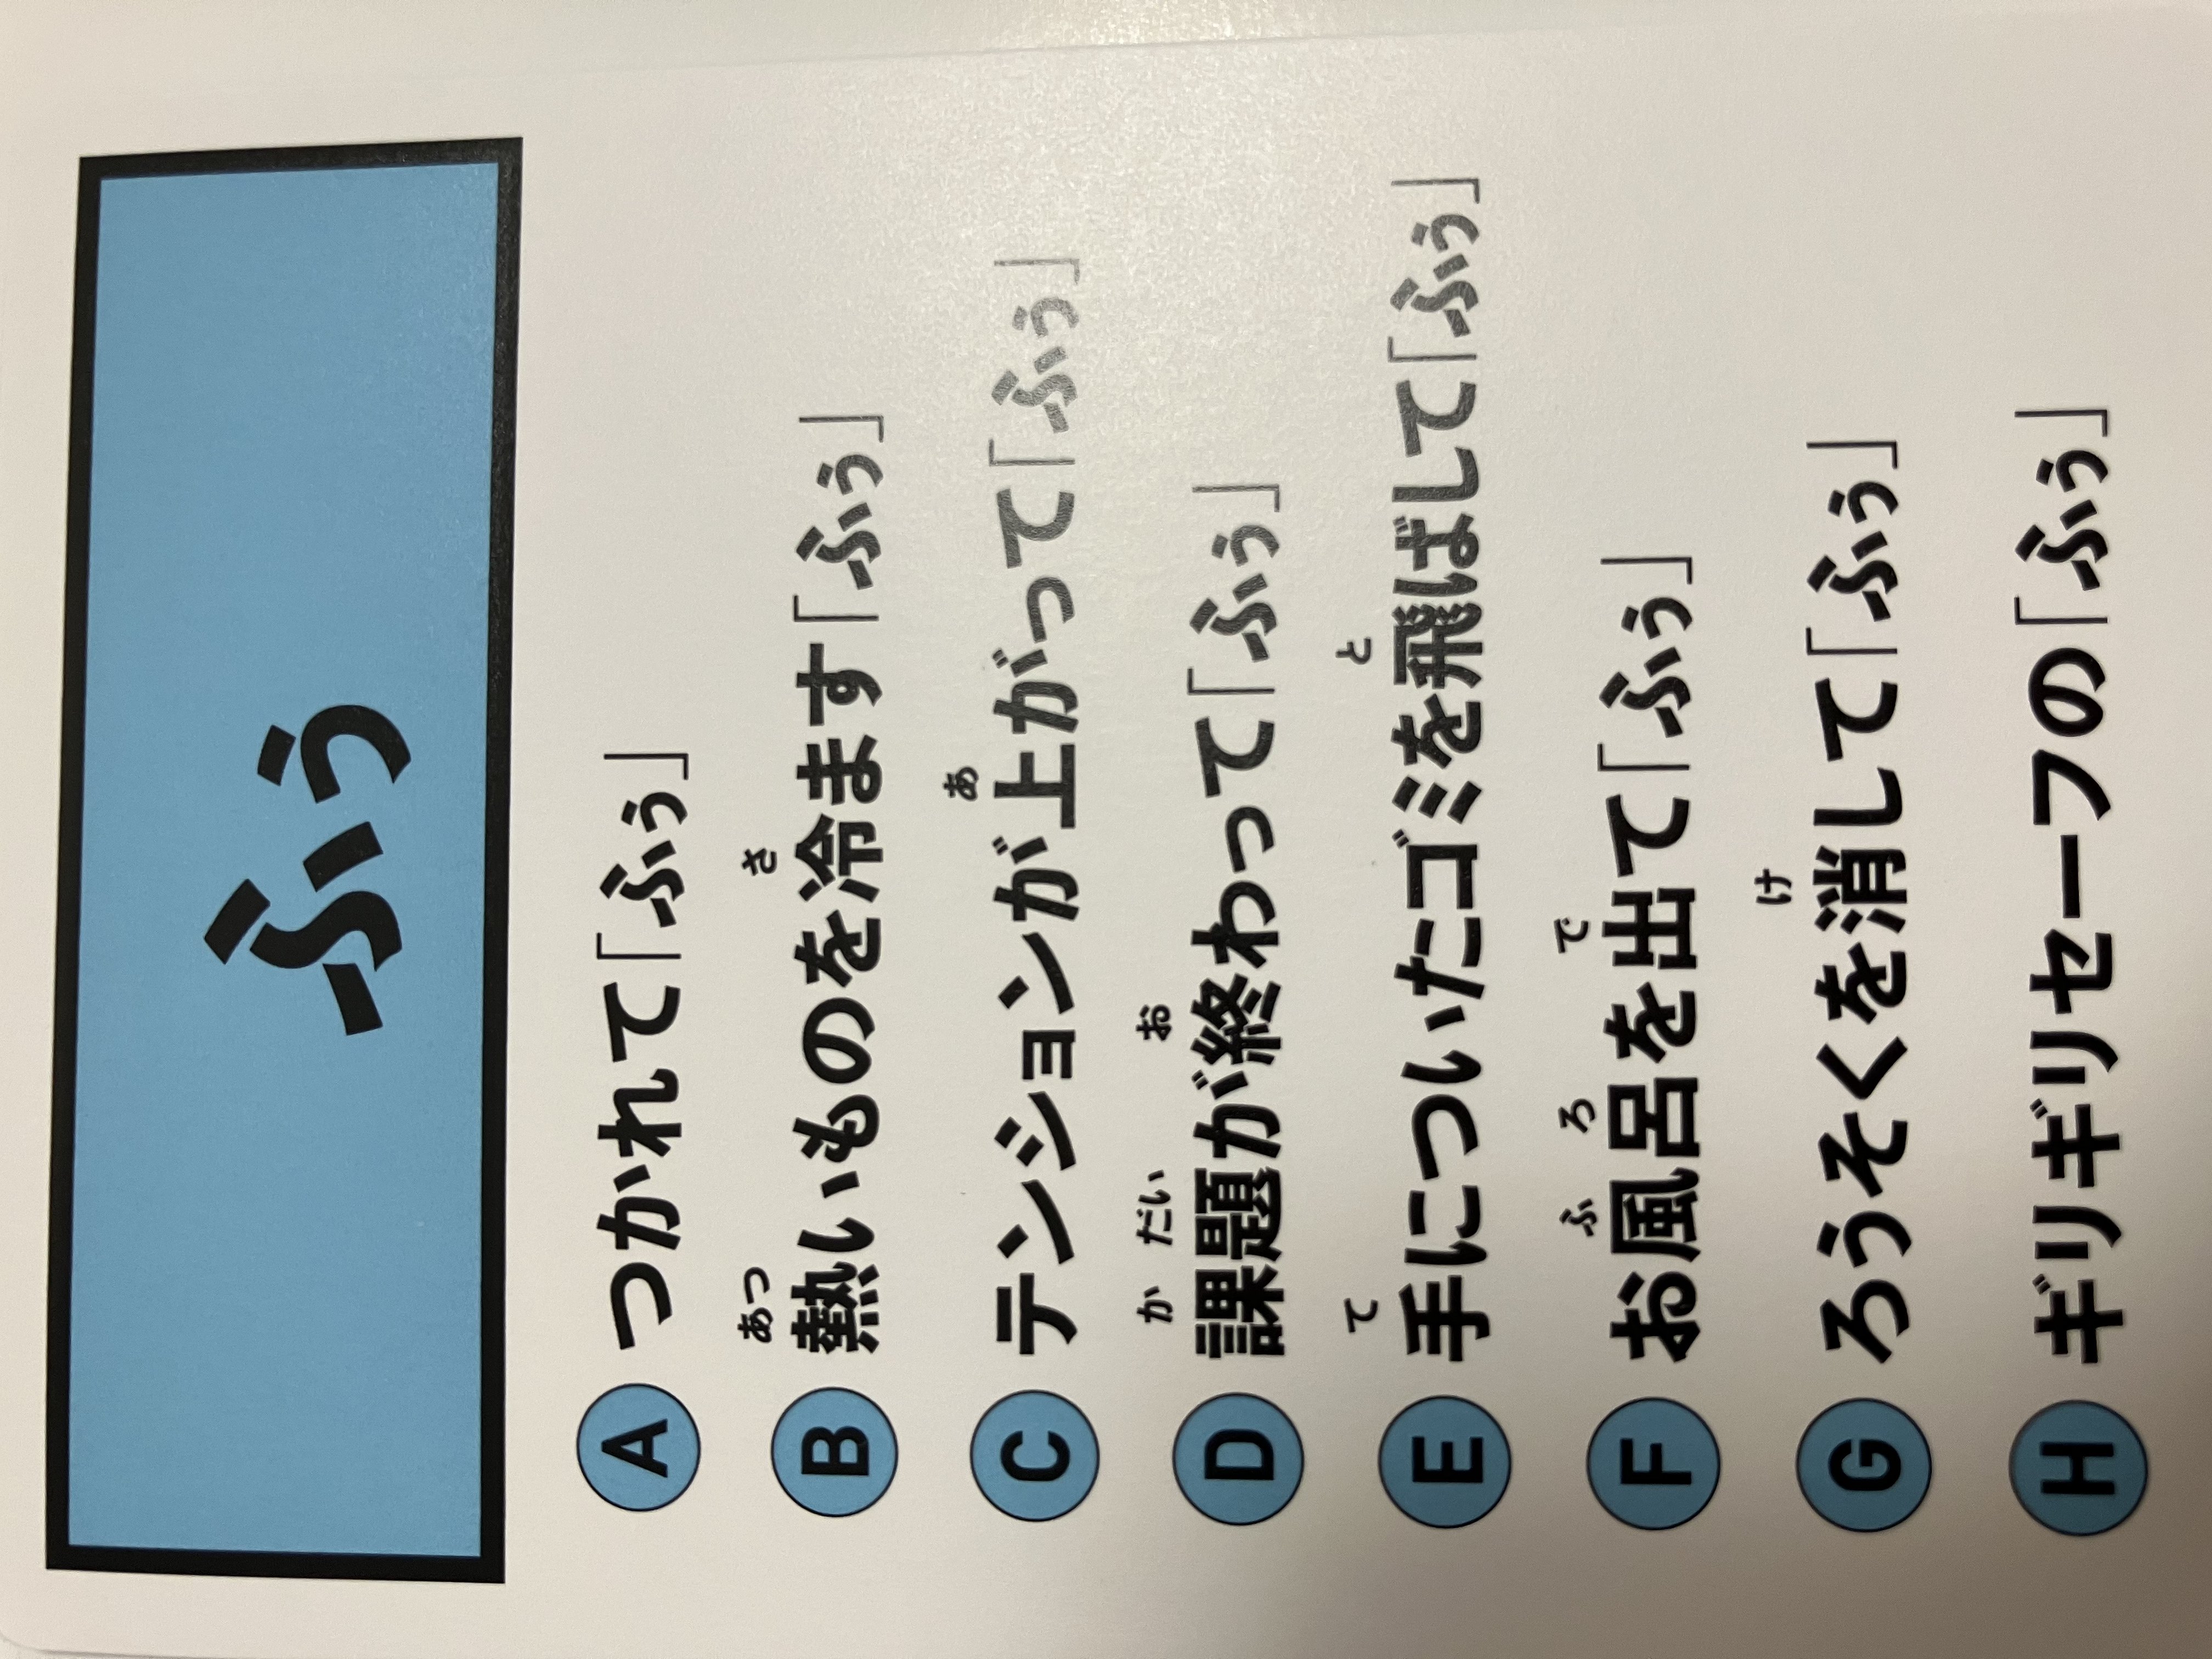 ふぅ
A つかれて「ふぅ」
あつ さ
B 熱いものを冷ます「ふぅ」
あ
C テンションが上がって「ふぅ」
か だい お
D 課題が終わって「ふぅ」
て と
E 手についたゴミを飛ばして「ふぅ」
ふ ろ で
F お風呂を出て「ふぅ」
け
G ろうそくを消して「ふぅ」
H ギリギリセーフの「ふぅ」